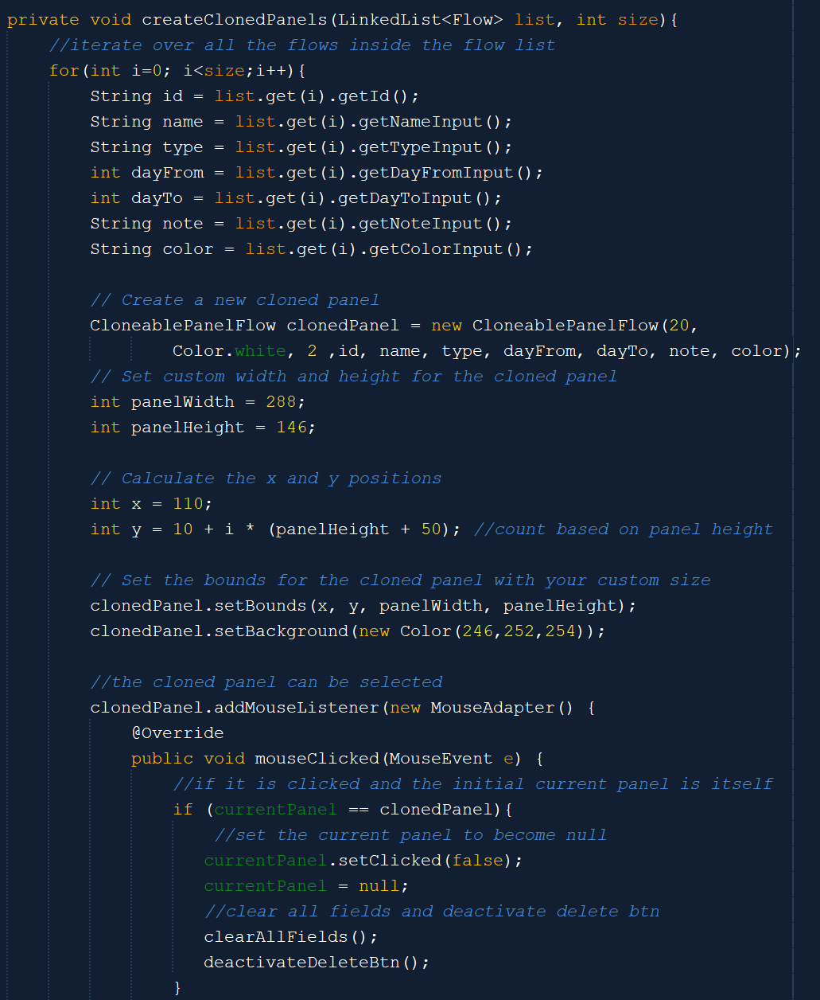 private void createClonedPanels(LinkedList<Flow> list, int size){
//iterate over all the flows inside the flow list
for(int i=0; i<size;i++){
String id = list.get(i).getId();
String name = list.get(i).getNameInput();
String type = list.get(i).getTypeInput();
int dayFrom = list.get(i).getDayFromInput();
int dayTo = list.get(i).getDayToInput();
String note = list.get(i).getNoteInput();
String color = list.get(i).getColorInput();
// Create a new cloned panel
CloneablePanelFlow clonedPanel = new CloneablePanelFlow(20,
Color.white, 2 ,id, name, type, dayFrom, dayTo, note, color);
// Set custom width and height for the cloned panel
int panelWidth = 288;
int panelHeight = 146;
// Calculate the x and y positions
int x = 110;
int y = 10 + i * (panelHeight + 50); //count based on panel height
// Set the bounds for the cloned panel with your custom size
clonedPanel.setBounds(x, y, panelWidth, panelHeight);
clonedPanel.setBackground(new Color(246,252,254));
//the cloned panel can be selected
clonedPanel.addMouseListener(new MouseAdapter() {
@Override
public void mouseClicked(MouseEvent e) {
//if it is clicked and the initial current panel is itself
if (currentPanel == clonedPanel){
//set the current panel to become null
currentPanel.setClicked(false);
currentPanel = null;
//clear all fields and deactivate delete btn
clearAllFields();
deactivateDeleteBtn();
}